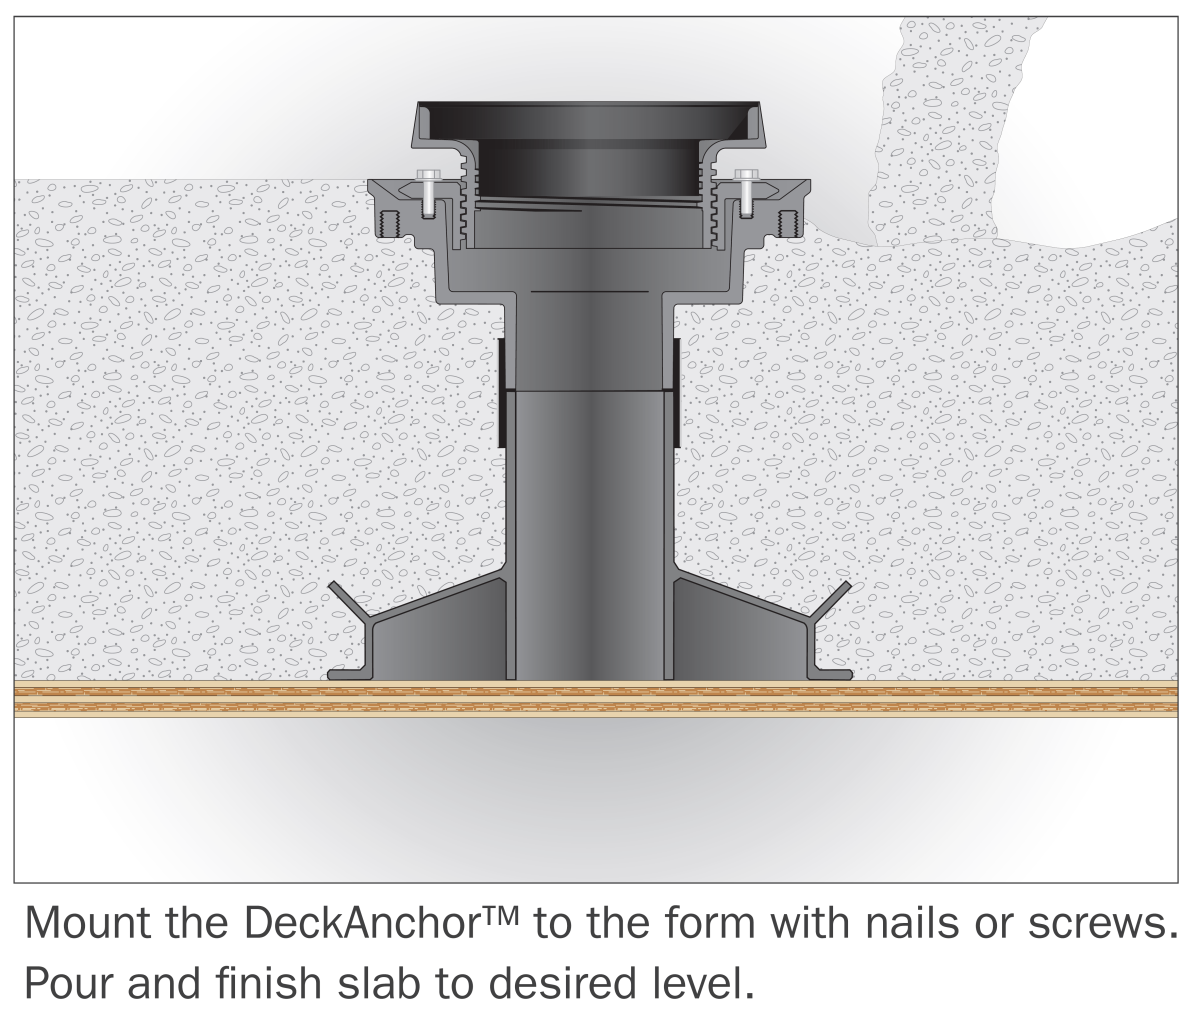 Mount the DeckAnchor™ to the form with nails or screws.
Pour and finish slab to desired level.